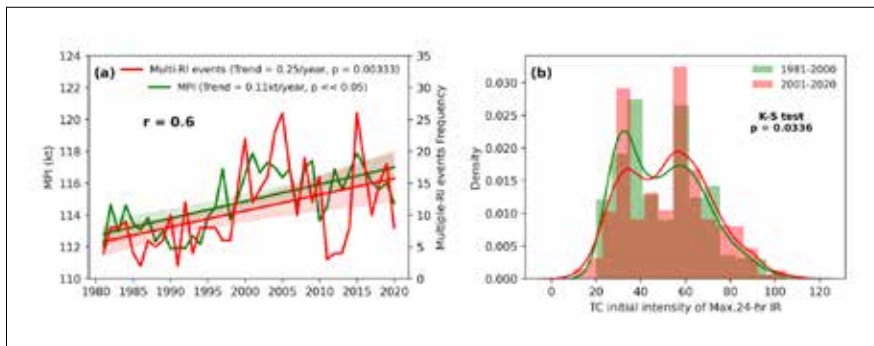 (a)
Multi-RI events (Trend = 0.25/year, p = 0.00333)
MPI (Trend = 0.11kt/year, p << 0.05)
r = 0.6
MPI (kt)
124
122
120
118
116
114
112
110
35
30
25
20
15
10
5
0
Multiple-RI events Frequency
1980 1985 1990 1995 2000 2005 2010 2015 2020
(b)
1981-2000
2001-2020
K-S test
p = 0.0336
Density
0.030
0.025
0.020
0.015
0.010
0.005
0.000
0 20 40 60 80 100 120
TC initial intensity of Max.24-hr IR